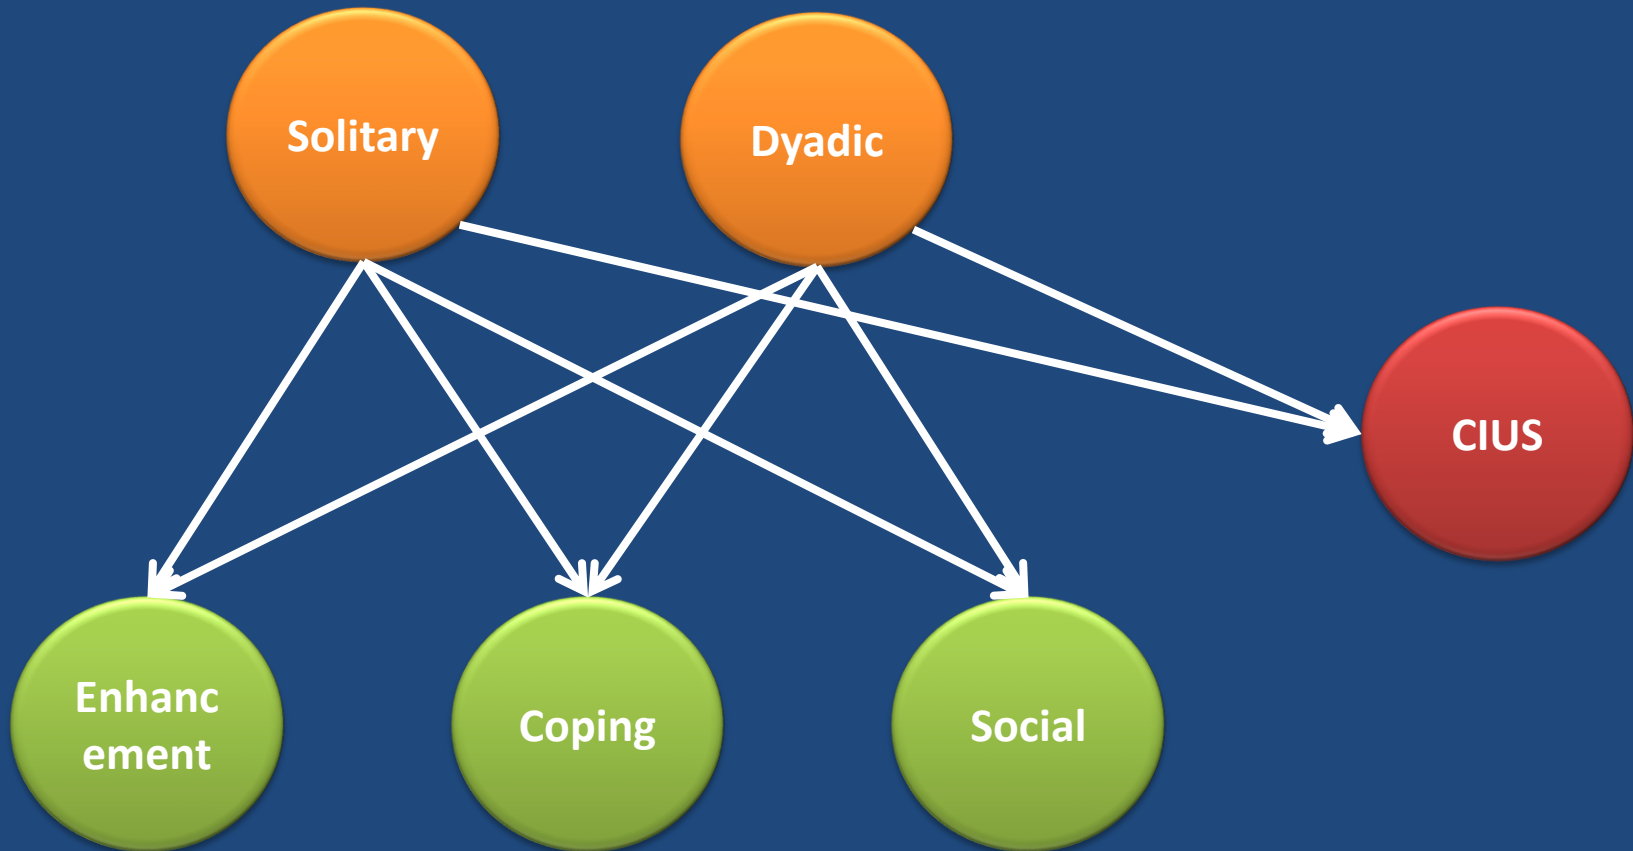 Solitary
Dyadic
CIUS
Enhanc
ement
Coping
Social